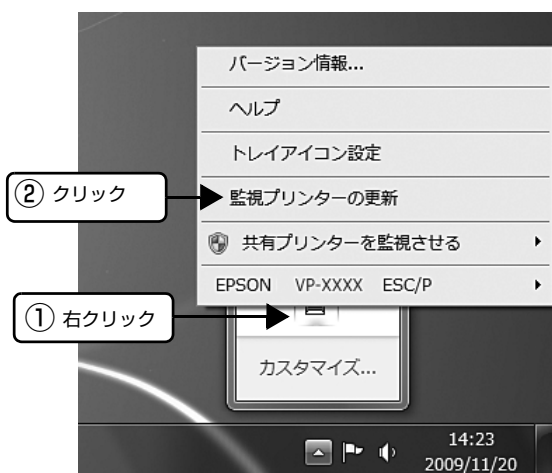 バージョン情報...
ヘルプ
トレイアイコン設定
② クリック
監視プリンターの更新
共有プリンターを監視させる
EPSON VP-XXXX ESC/P
① 右クリック
カスタマイズ...
14:23
2009/11/20